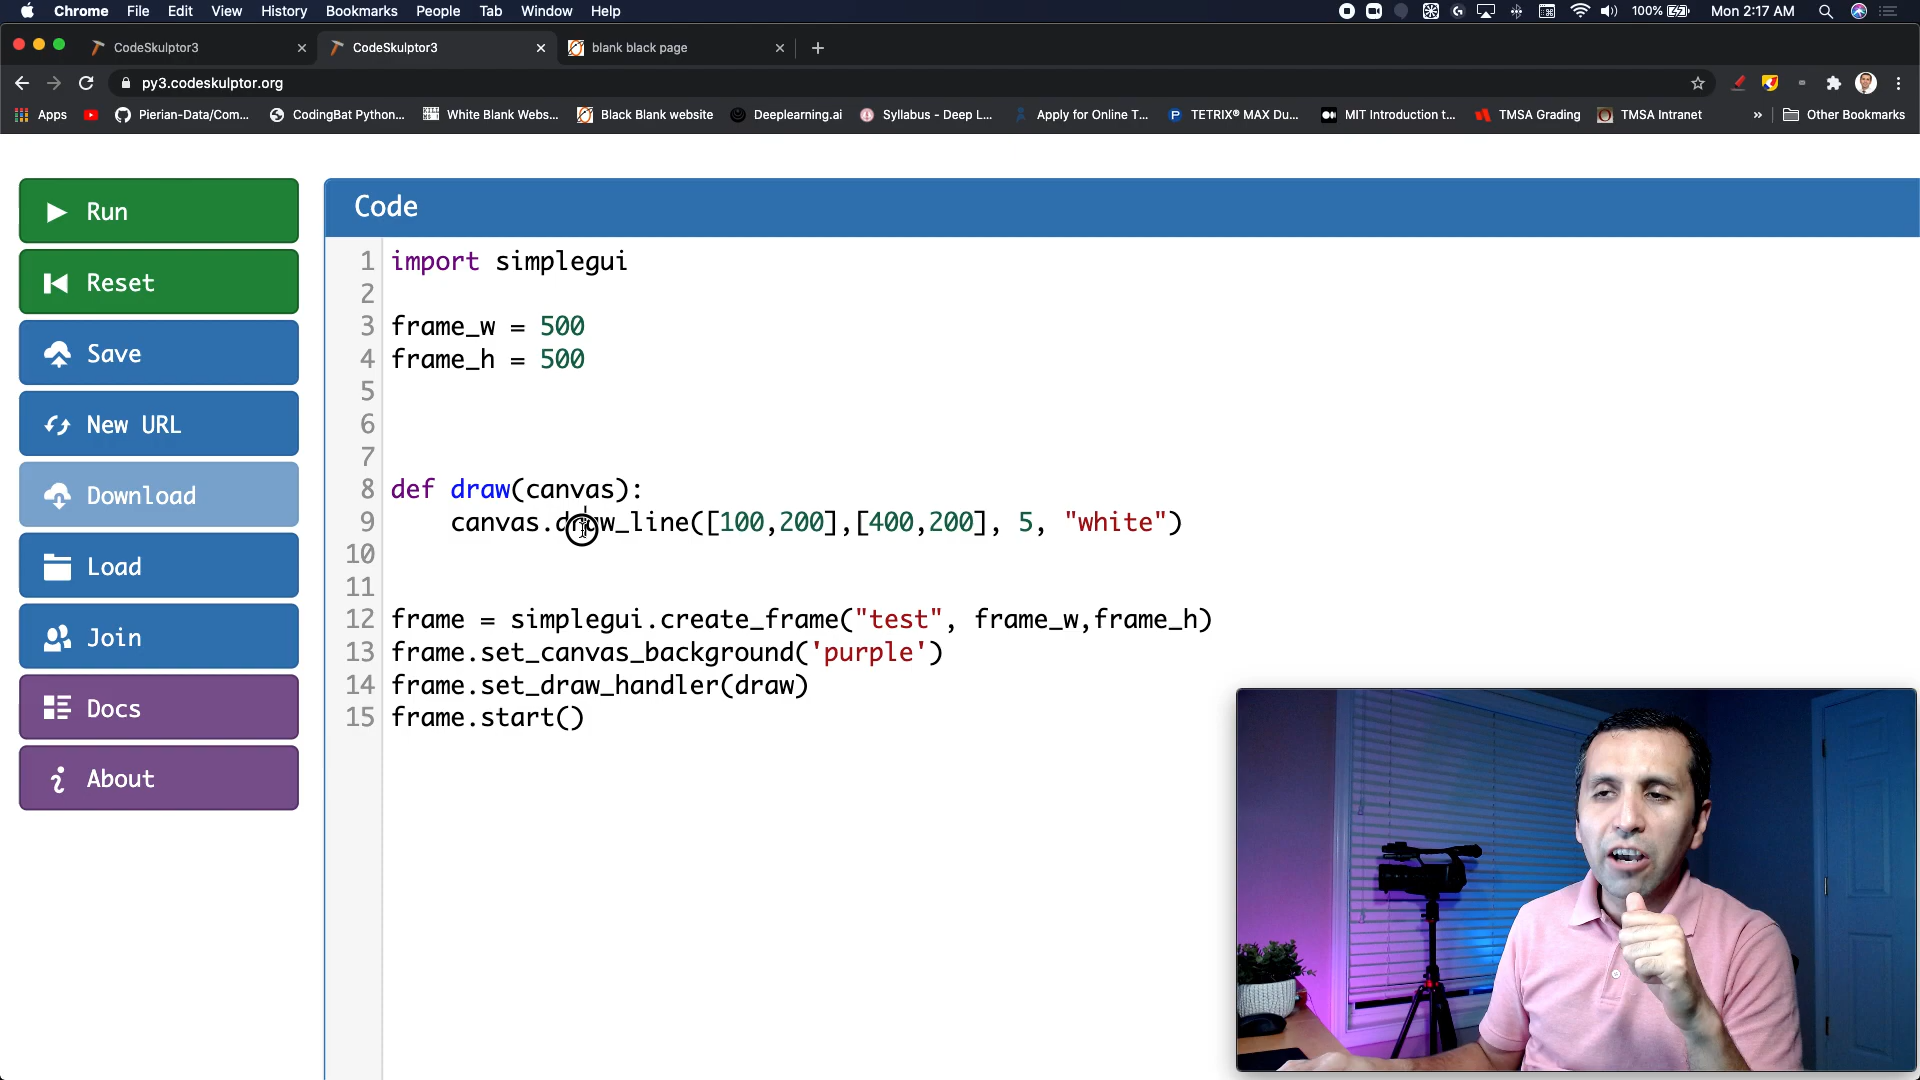 Chrome File Edit View History Bookmarks People Tab Window Help 100% Mon 2:17 AM
CodeSkulptor3 CodeSkulptor3 blank black page
py3.codeskulptor.org
Apps Pierian-Data/Com... CodingBat Python... White Blank Webs... Black Blank website Deeplearning.ai Syllabus - Deep L... Apply for Online T... TETRIX® MAX Du... MIT Introduction t... TMSA Grading TMSA Intranet » Other Bookmarks
Run
Reset
Save
New URL
Download
Load
Join
Docs
About
Code
1 import simplegui
2
3 frame_w = 500
4 frame_h = 500
5
6
7
8 def draw(canvas):
9 canvas.draw_line([100,200],[400,200], 5, "white")
10
11
12 frame = simplegui.create_frame("test", frame_w,frame_h)
13 frame.set_canvas_background('purple')
14 frame.set_draw_handler(draw)
15 frame.start()